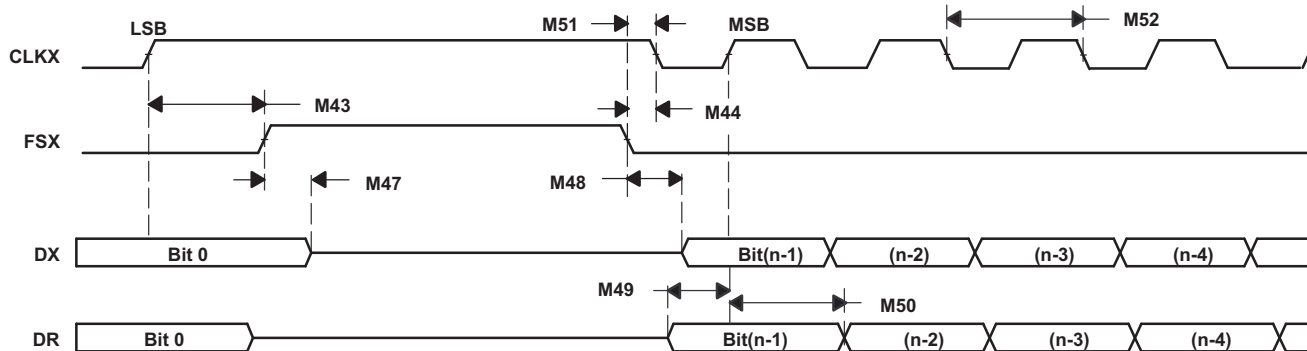 LSB M51 MSB M52
CLKX
M43 M44
FSX
M47 M48
DX Bit 0 Bit(n-1) (n-2) (n-3) (n-4)
M49 M50
DR Bit 0 Bit(n-1) (n-2) (n-3) (n-4)